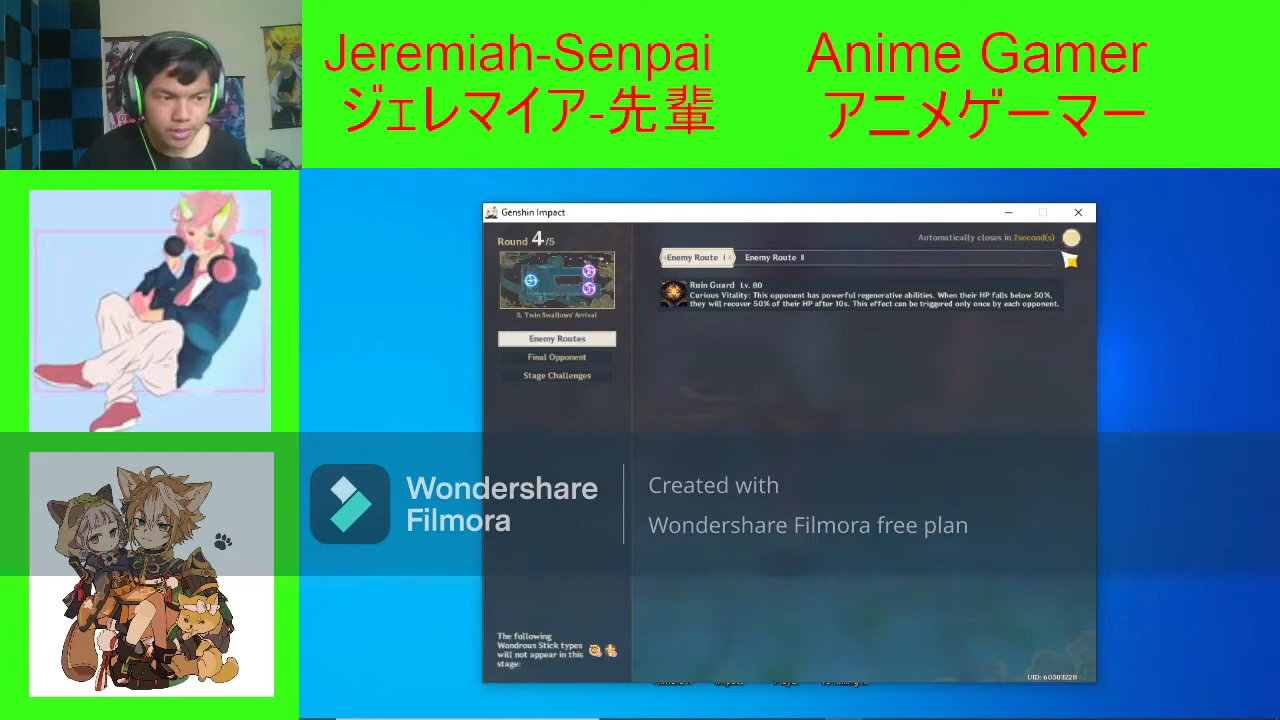 Jeremiah-Senpai
ジェレマイア-先輩
Anime Gamer
アニメゲーマー
Genshin Impact
Round 4/5
5. Twin Swallows' Arrival
Enemy Routes
Final Opponent
Stage Challenges
Automatically closes in 7second(s)
Enemy Route I
Enemy Route II
Ruin Guard Lv. 80
Curious Vitality: This opponent has powerful regenerative abilities. When their HP falls below 50%,
they will recover 50% of their HP after 10s. This effect can be triggered only once by each opponent.
Wondershare
Filmora
Created with
Wondershare Filmora free plan
The following
Wondrous Stick types
will not appear in this
stage:
UID: 603032211